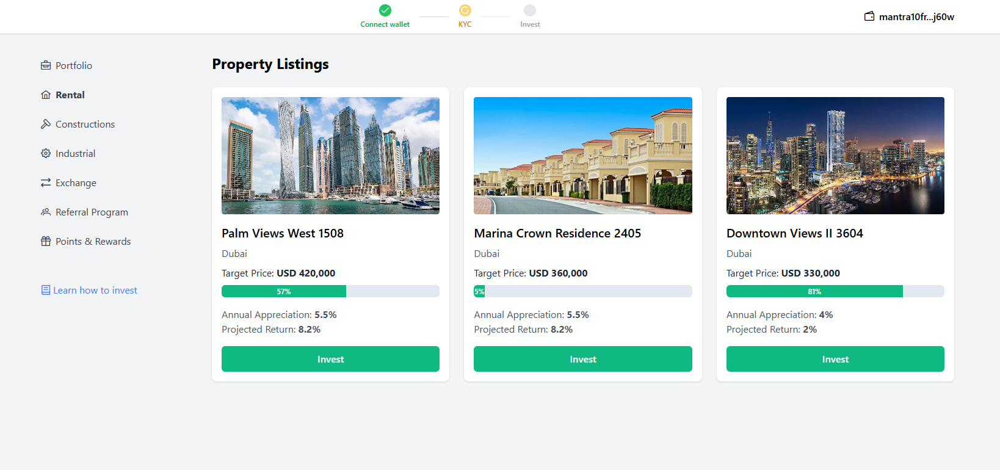 Connect wallet
KYC
Invest
mantra10fr...j60w
Portfolio
Rental
Constructions
Industrial
Exchange
Referral Program
Points & Rewards
Learn how to invest
Property Listings
Palm Views West 1508
Dubai
Target Price: USD 420,000
57%
Annual Appreciation: 5.5%
Projected Return: 8.2%
Invest
Marina Crown Residence 2405
Dubai
Target Price: USD 360,000
5%
Annual Appreciation: 5.5%
Projected Return: 8.2%
Invest
Downtown Views II 3604
Dubai
Target Price: USD 330,000
81%
Annual Appreciation: 4%
Projected Return: 2%
Invest